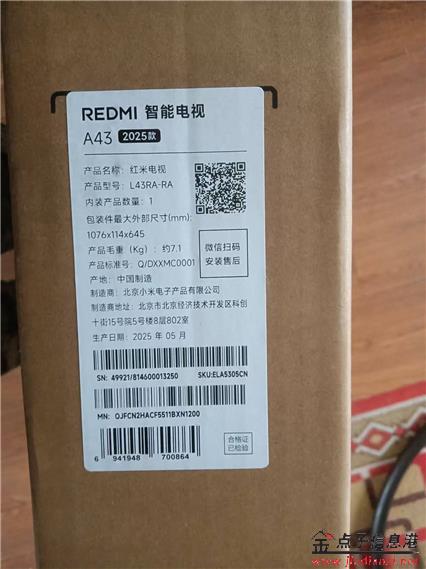 REDMI 智能电视
A43 2025款
产品名称: 红米电视
产品型号: L43RA-RA
内装产品数量: 1
包装件最大外部尺寸(mm):
1076x114x645
产品毛重 (Kg) : 约7.1
产品标准号: Q/DXXMC0001
微信扫码
安装售后
产地: 中国制造
制造商: 北京小米电子产品有限公司
制造商地址: 北京市北京经济技术开发区科创
十街15号院5号楼8层802室
生产日期: 2025 年 05 月
SN: 49921/814600013250 SKU:ELA5305CN
MN: OJFCN2HACF5511BXN1200
6 941948 700864
合格证
已检验
金点子信息港